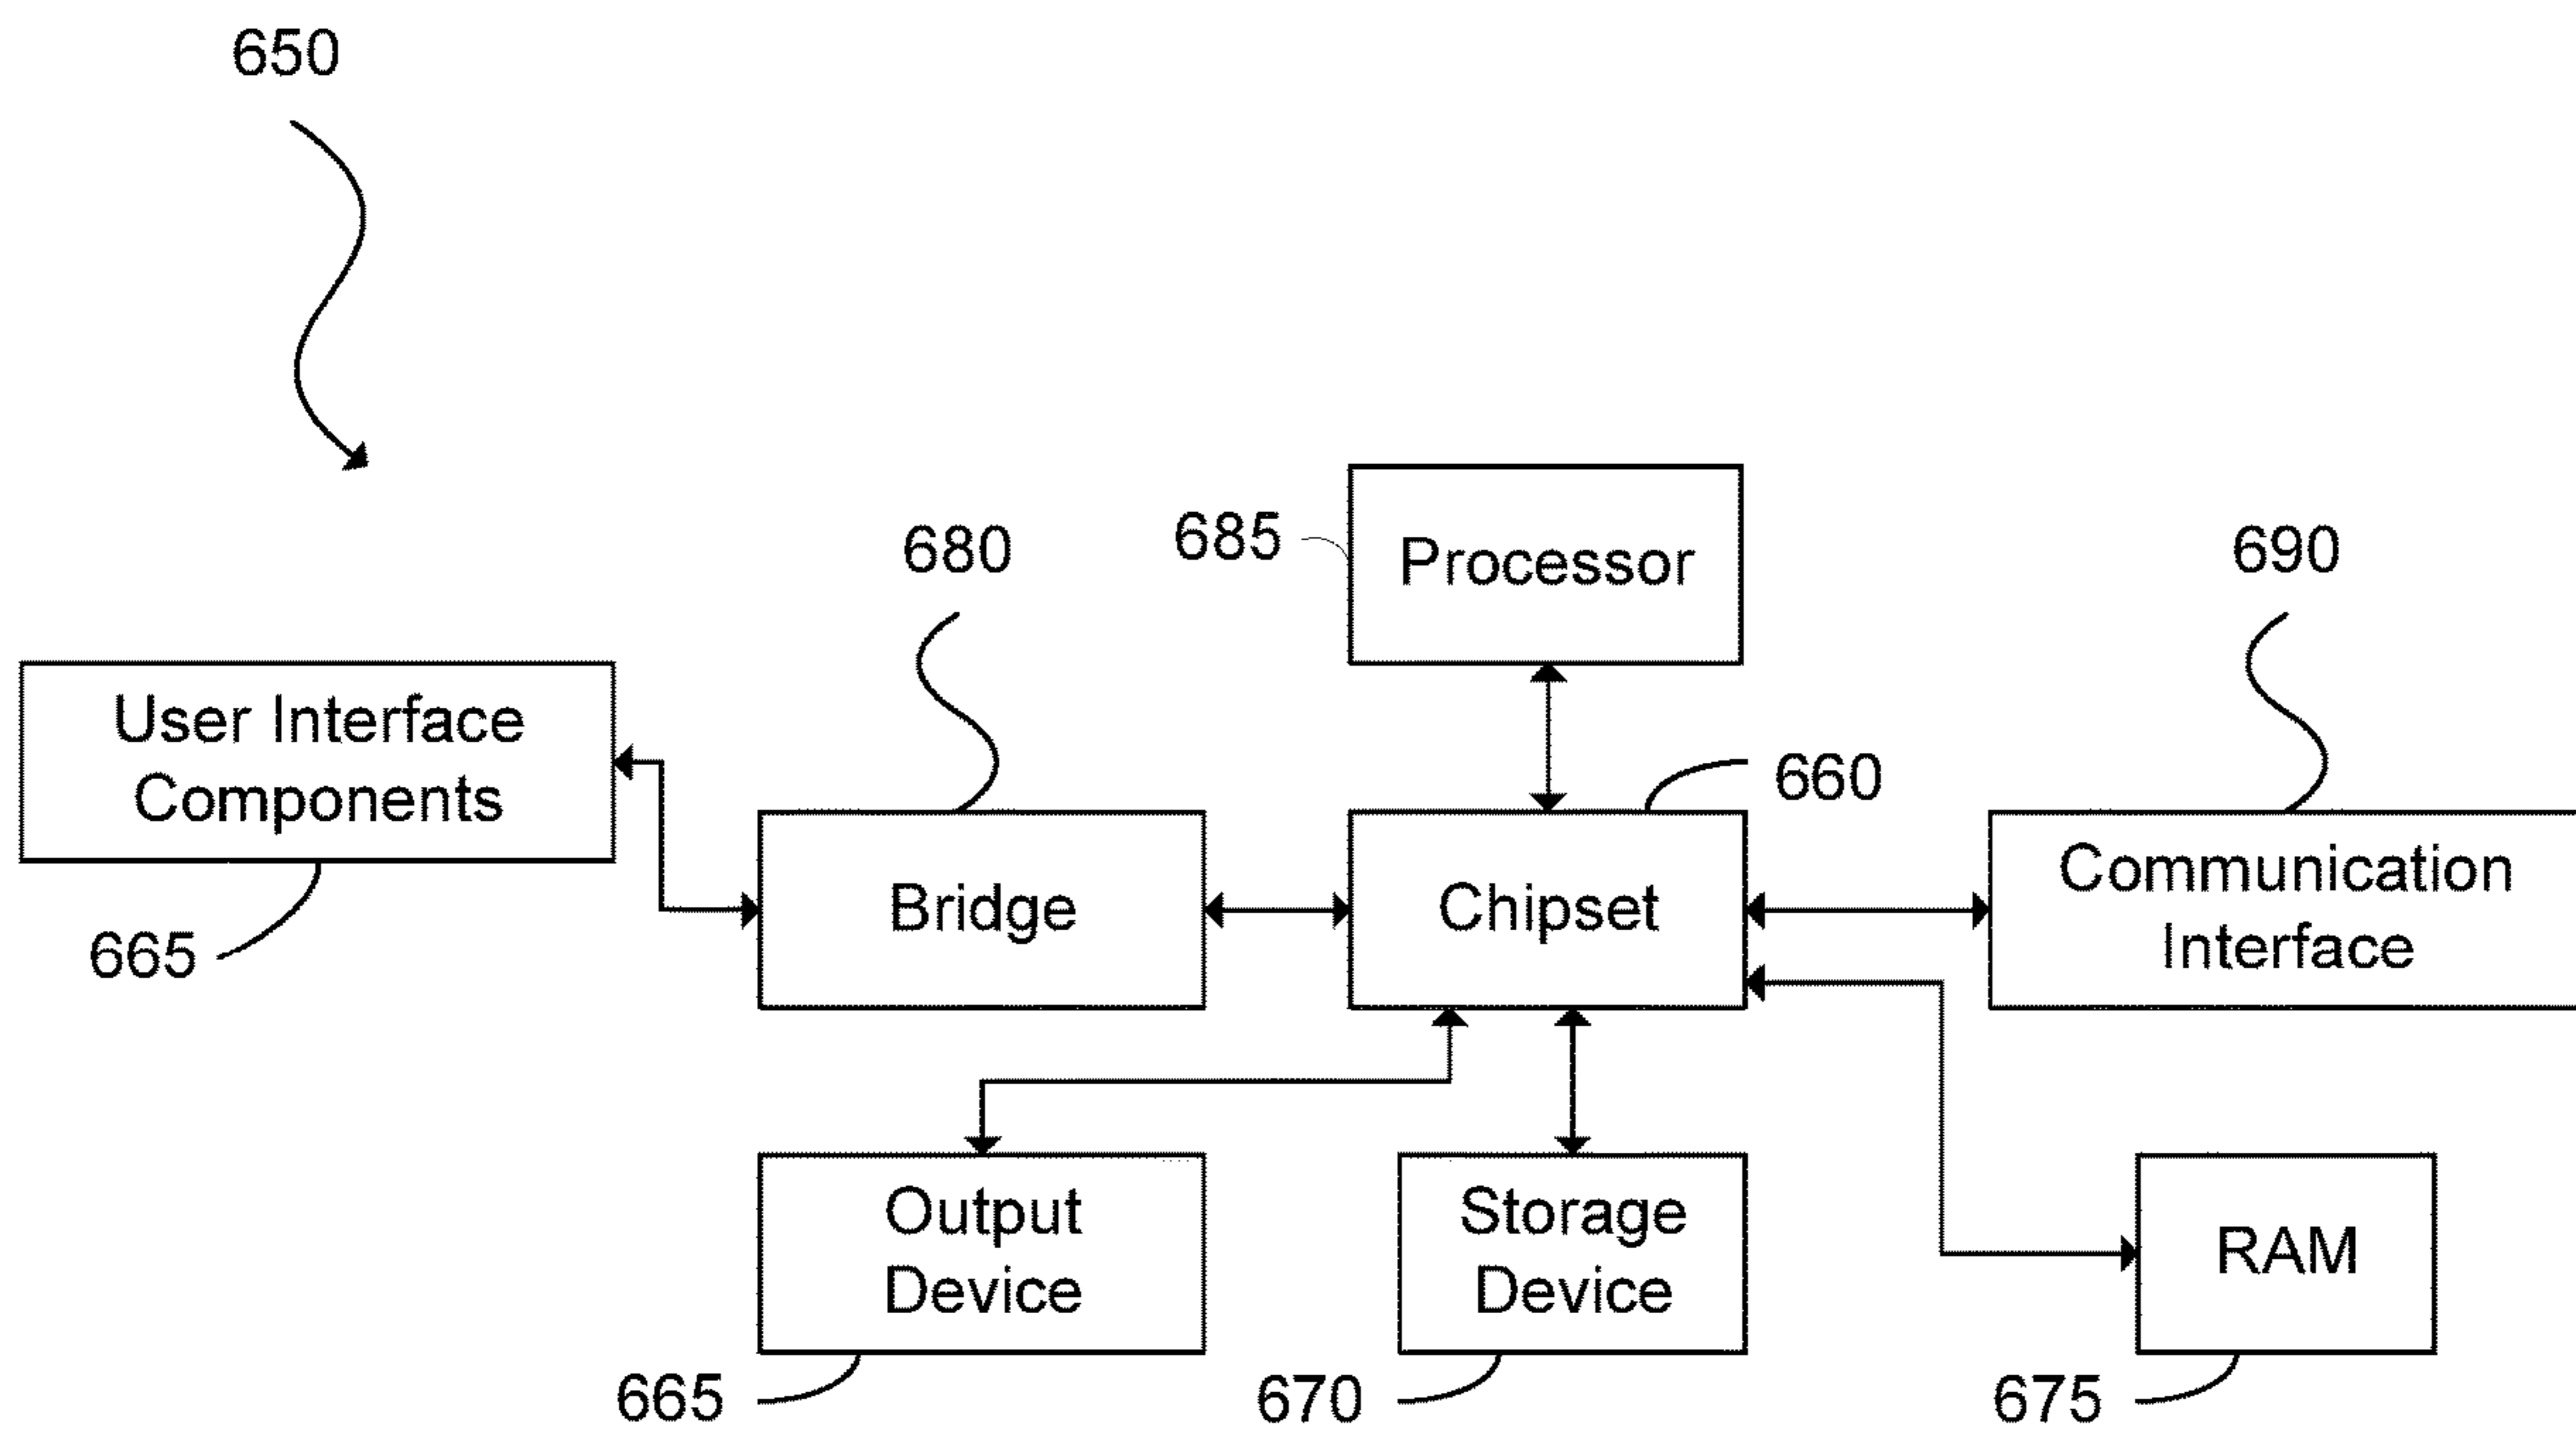 650
685
Processor
680
690
User Interface
Components
660
665
Bridge
Chipset
Communication
Interface
Output
Device
Storage
Device
RAM
665
670
675